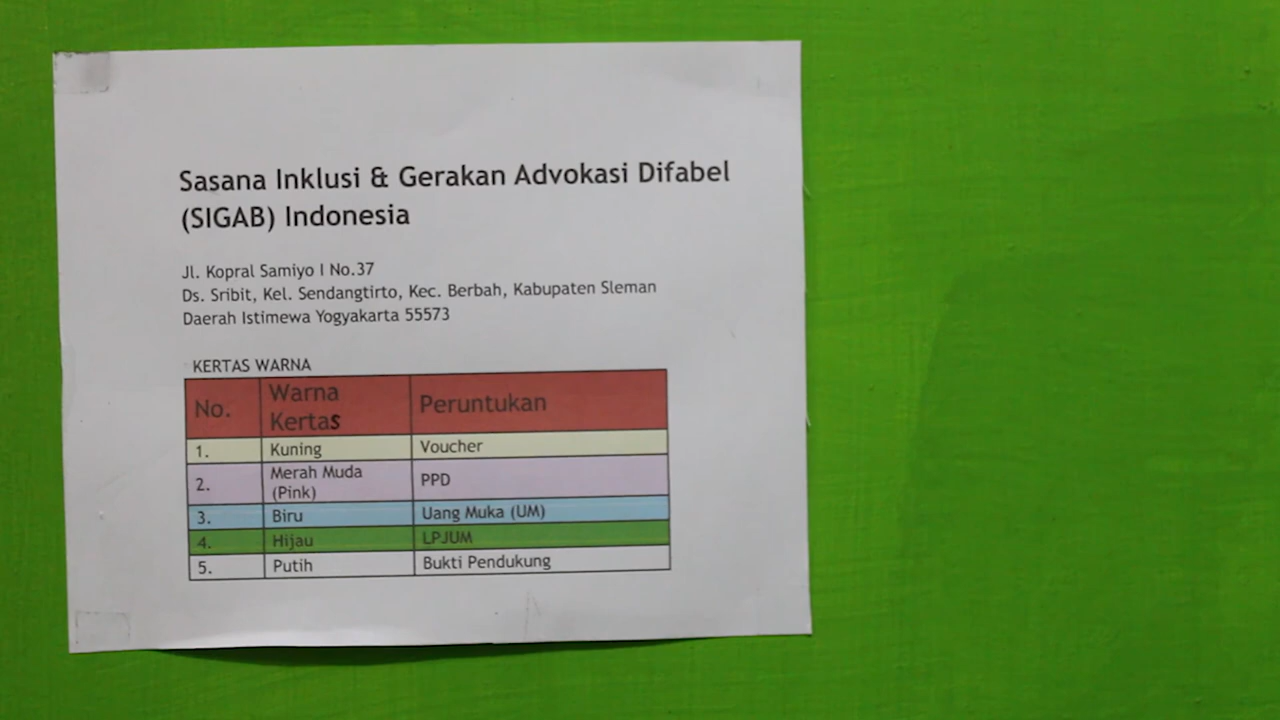 Sasana Inklusi & Gerakan Advokasi Difabel
(SIGAB) Indonesia
Jl. Kopral Samiyo I No.37
Ds. Sribit, Kel. Sendangtirto, Kec. Berbah, Kabupaten Sleman
Daerah Istimewa Yogyakarta 55573
KERTAS WARNA
No. Warna Kertas Peruntukan
1. Kuning Voucher
2. Merah Muda (Pink) PPD
3. Biru Uang Muka (UM)
4. Hijau LPJUM
5. Putih Bukti Pendukung